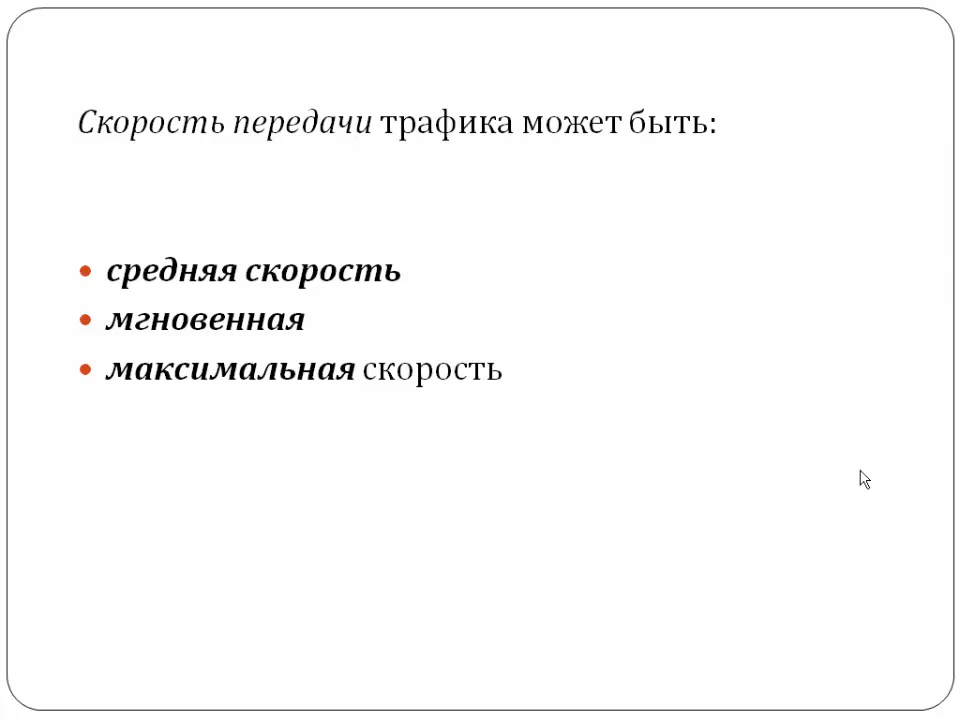 Скорость передачи трафика может быть:
средняя скорость
мгновенная
максимальная скорость